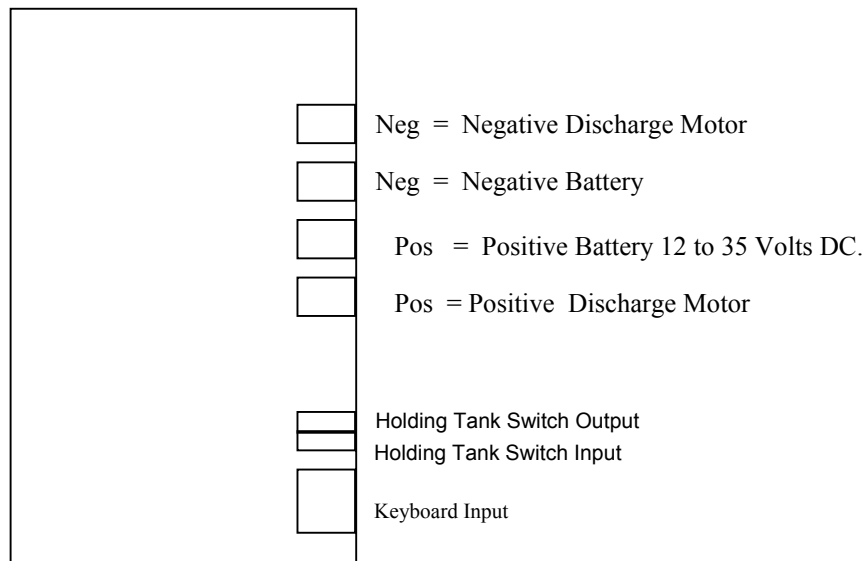 Neg = Negative Discharge Motor
Neg = Negative Battery
Pos = Positive Battery 12 to 35 Volts DC.
Pos = Positive Discharge Motor
Holding Tank Switch Output
Holding Tank Switch Input
Keyboard Input